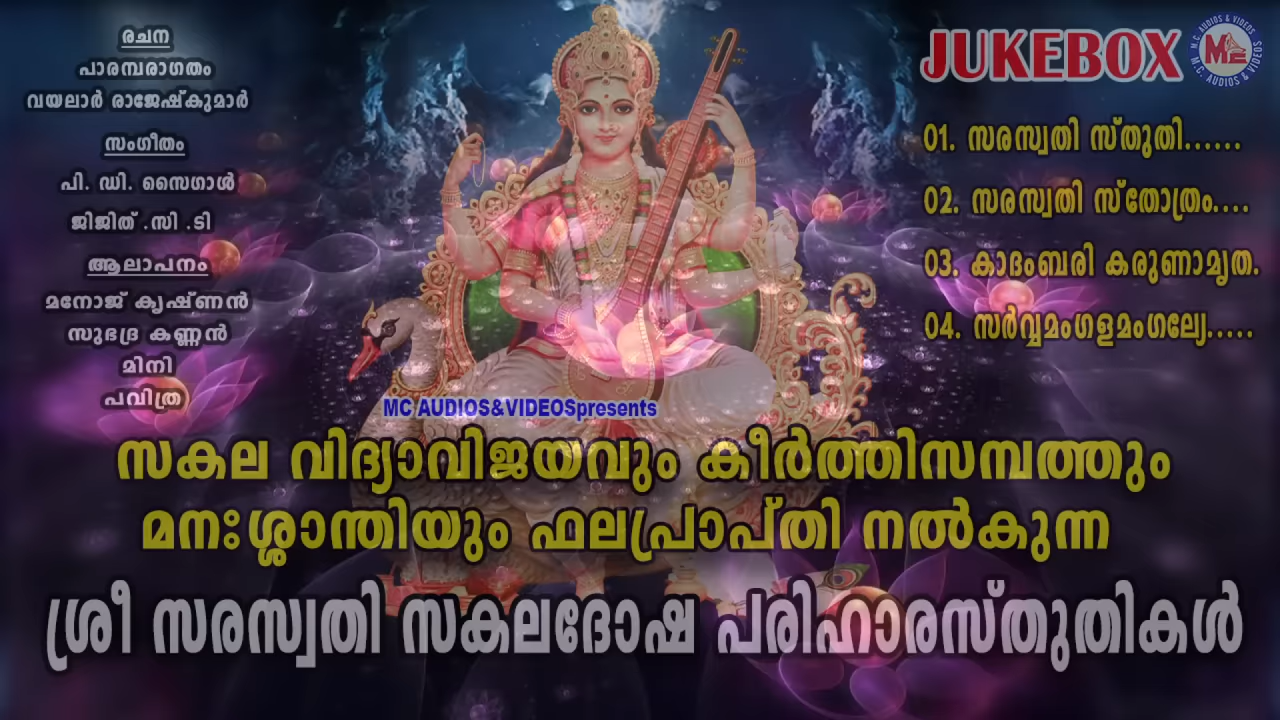 രചന
പാരമ്പരാഗതം
വയലാർ രാജേഷ്കുമാർ
സംഗീതം
പി. ഡി. സൈഗാൾ
ജിജിത് .സി .ടി
ആലാപനം
മനോജ് കൃഷ്ണൻ
സുഭദ്ര കണ്ണൻ
മിനി
പവിത്ര
JUKEBOX
M.C. AUDIOS & VIDEOS
01. സരസ്വതി സ്തുതി......
02. സരസ്വതി സ്തോത്രം....
03. കാദംബരി കരുണാമൃത.
04. സർവ്വമംഗളമംഗല്യേ.....
MC AUDIOS&VIDEOSpresents
സകല വിദ്യാവിജയവും കീർത്തിസമ്പത്തും
മനഃശ്ശാന്തിയും ഫലപ്രാപ്തി നൽകുന്ന
ശ്രീ സരസ്വതി സകലദോഷ പരിഹാരസ്തുതികൾ